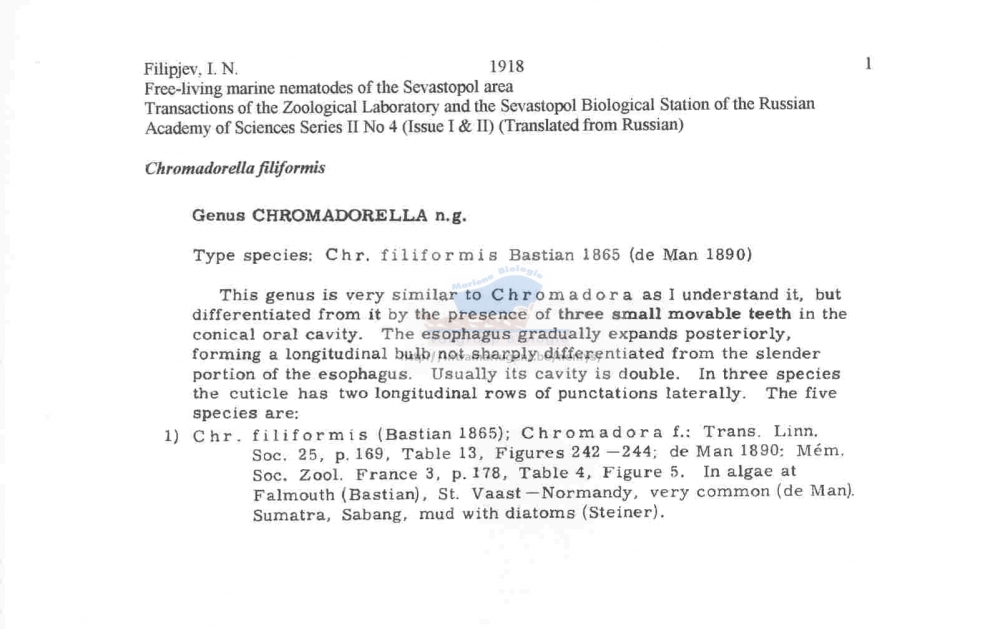 Filipjev, I. N. 1918 1
Free-living marine nematodes of the Sevastopol area
Transactions of the Zoological Laboratory and the Sevastopol Biological Station of the Russian
Academy of Sciences Series II No 4 (Issue I & II) (Translated from Russian)
Chromadorella filiformis
Genus CHROMADORELLA n.g.
Type species: Chr. filiformis Bastian 1865 (de Man 1890)
This genus is very similar to Chromadora as I understand it, but
differentiated from it by the presence of three small movable teeth in the
conical oral cavity. The esophagus gradually expands posteriorly,
forming a longitudinal bulb not sharply differentiated from the slender
portion of the esophagus. Usually its cavity is double. In three species
the cuticle has two longitudinal rows of punctations laterally. The five
species are:
1) Chr. filiformis (Bastian 1865); Chromadora f.: Trans. Linn.
Soc. 25, p. 169, Table 13, Figures 242 —244; de Man 1890: Mém.
Soc. Zool. France 3, p. 178, Table 4, Figure 5. In algae at
Falmouth (Bastian), St. Vaast —Normandy, very common (de Man).
Sumatra, Sabang, mud with diatoms (Steiner).
Mariene Biologie